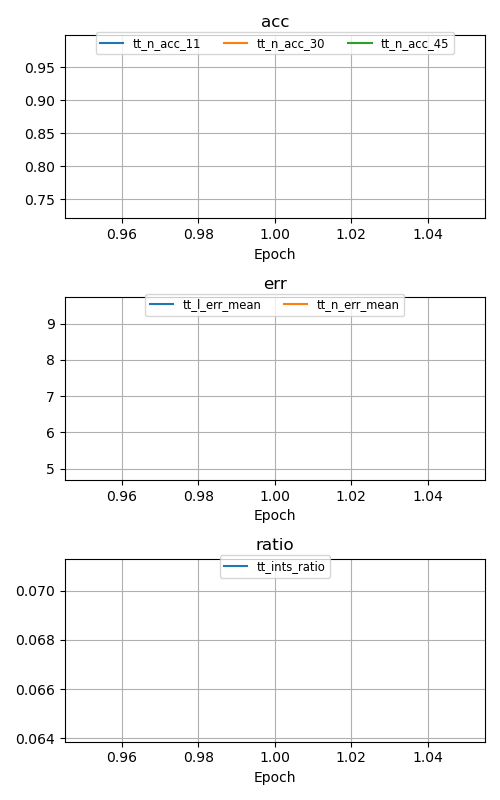 acc
tt_n_acc_11 tt_n_acc_30 tt_n_acc_45
0.95
0.90
0.85
0.80
0.75
0.96 0.98 1.00 1.02 1.04
Epoch
err
tt_l_err_mean tt_n_err_mean
9
8
7
6
5
0.96 0.98 1.00 1.02 1.04
Epoch
ratio
tt_ints_ratio
0.070
0.068
0.066
0.064
0.96 0.98 1.00 1.02 1.04
Epoch